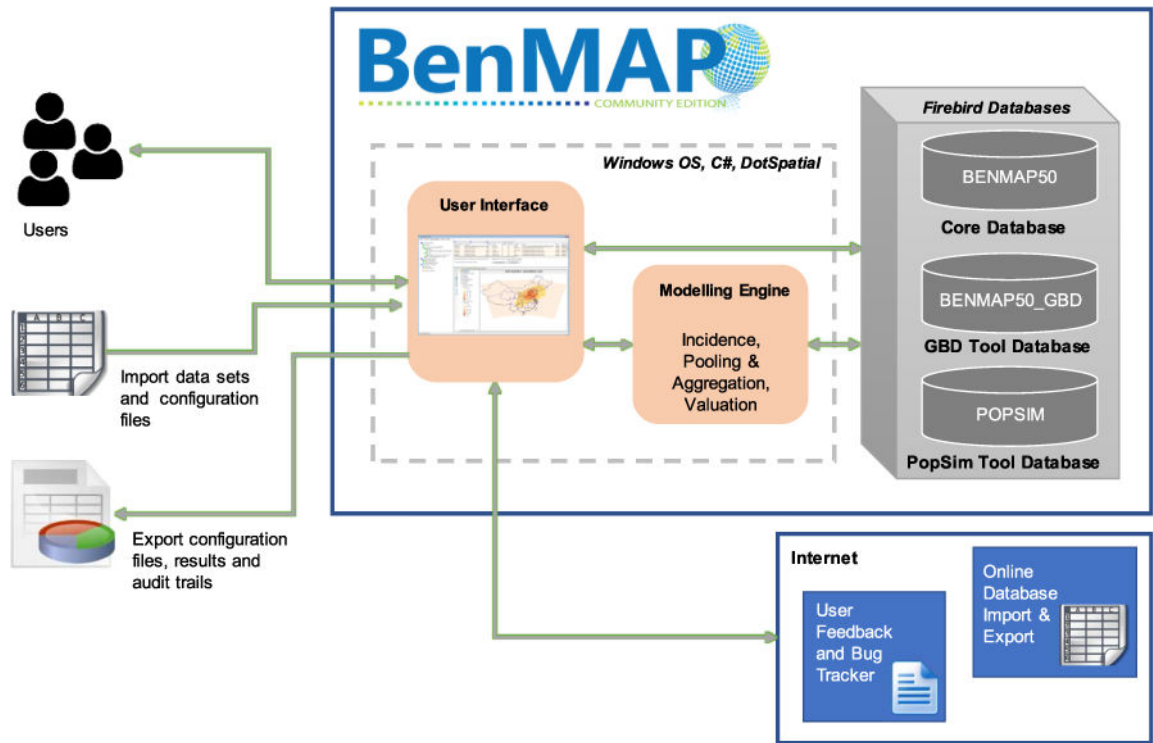 BenMAP
COMMUNITY EDITION
Firebird Databases
Windows OS, C#, DotSpatial
BENMAP50
Core Database
BENMAP50_GBD
GBD Tool Database
POPSIM
PopSim Tool Database
User Interface
Modelling Engine
Incidence,
Pooling &
Aggregation,
Valuation
Users
A B C
Import data sets
and configuration
files
Export configuration
files, results and
audit trails
Internet
User
Feedback
and Bug
Tracker
Online
Database
Import &
Export
A B C